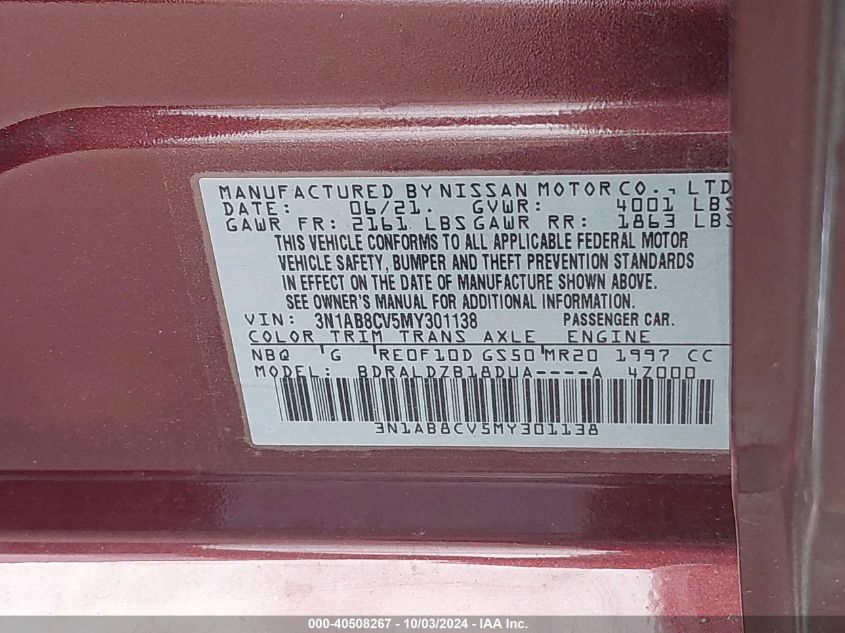 MANUFACTURED BY NISSAN MOTOR CO., LTD
DATE: 06/21. GVWR: 4001 LBS
GAWR FR: 2161 LBS GAWR RR: 1863 LBS
THIS VEHICLE CONFORMS TO ALL APPLICABLE FEDERAL MOTOR
VEHICLE SAFETY, BUMPER AND THEFT PREVENTION STANDARDS
IN EFFECT ON THE DATE OF MANUFACTURE SHOWN ABOVE.
SEE OWNER'S MANUAL FOR ADDITIONAL INFORMATION.
VIN: 3N1AB8CV5MY301138 PASSENGER CAR.
COLOR TRIM TRANS AXLE ENGINE
NBQ 'G RE0F10D GS50 MR20 1997 CC
MODEL: BDRALDZB18DUA----A 4Z000
3N1AB8CV5MY301138
000-40508267 - 10/03/2024 - IAA Inc.